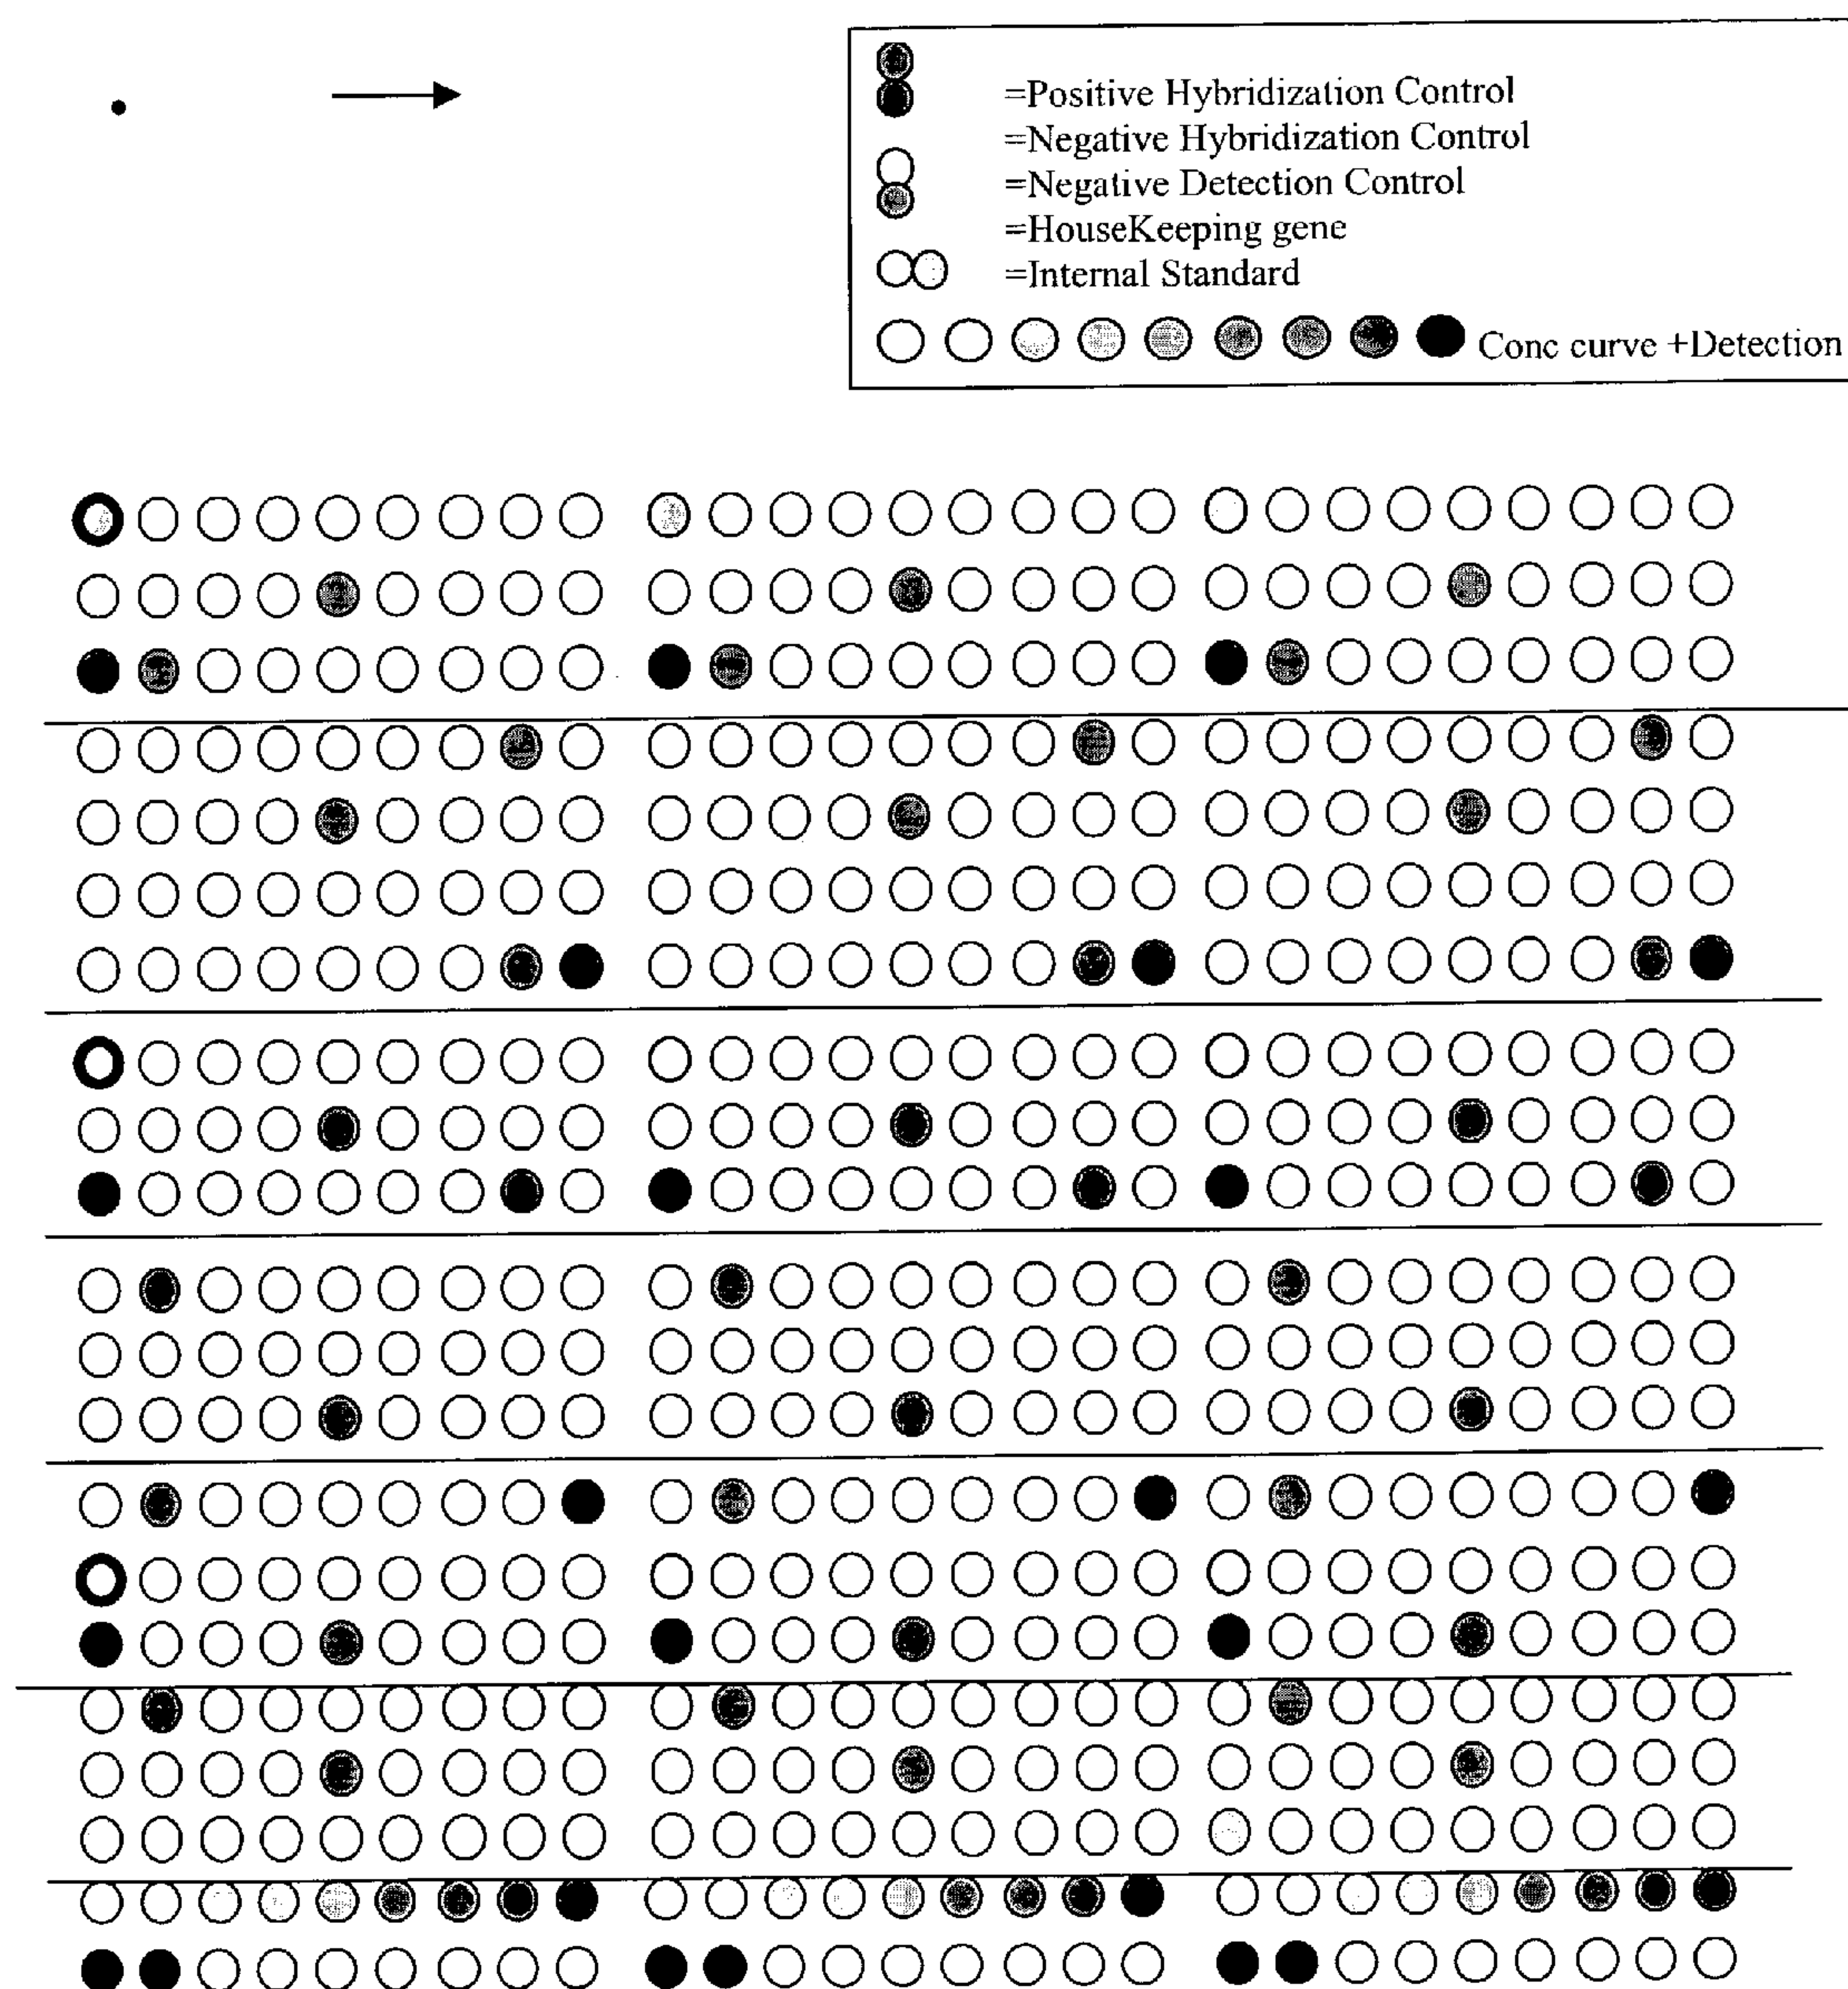 =Positive Hybridization Control
=Negative Hybridization Control
=Negative Detection Control
=HouseKeeping gene
=Internal Standard
Conc curve +Detection